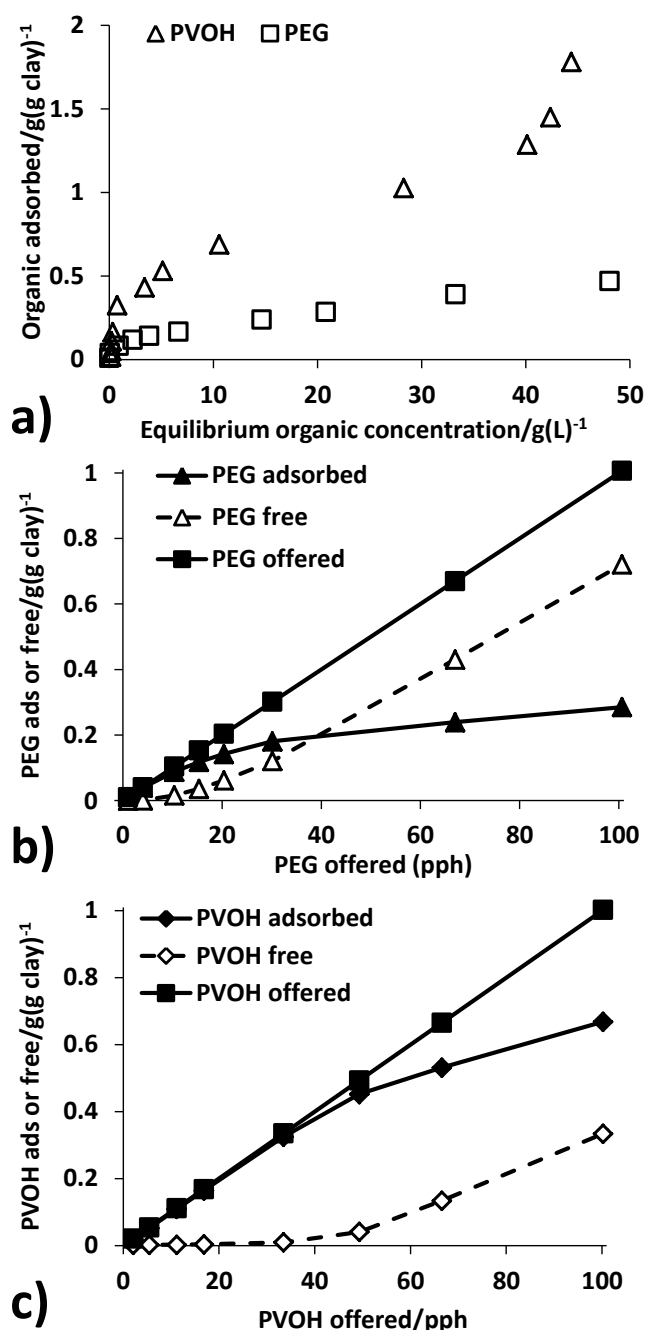 2
PVOH PEG
1.5
1
0.5
0
0 10 20 30 40 50
Organic adsorbed/g(g clay)⁻¹
Equilibrium organic concentration/g(L)⁻¹
a)
1
PEG adsorbed
PEG free
PEG offered
0.8
0.6
0.4
0.2
0
0 20 40 60 80 100
PEG ads or free/g(g clay)⁻¹
PEG offered (pph)
b)
1
PVOH adsorbed
PVOH free
PVOH offered
0.8
0.6
0.4
0.2
0
0 20 40 60 80 100
PVOH ads or free/g(g clay)⁻¹
PVOH offered/pph
c)